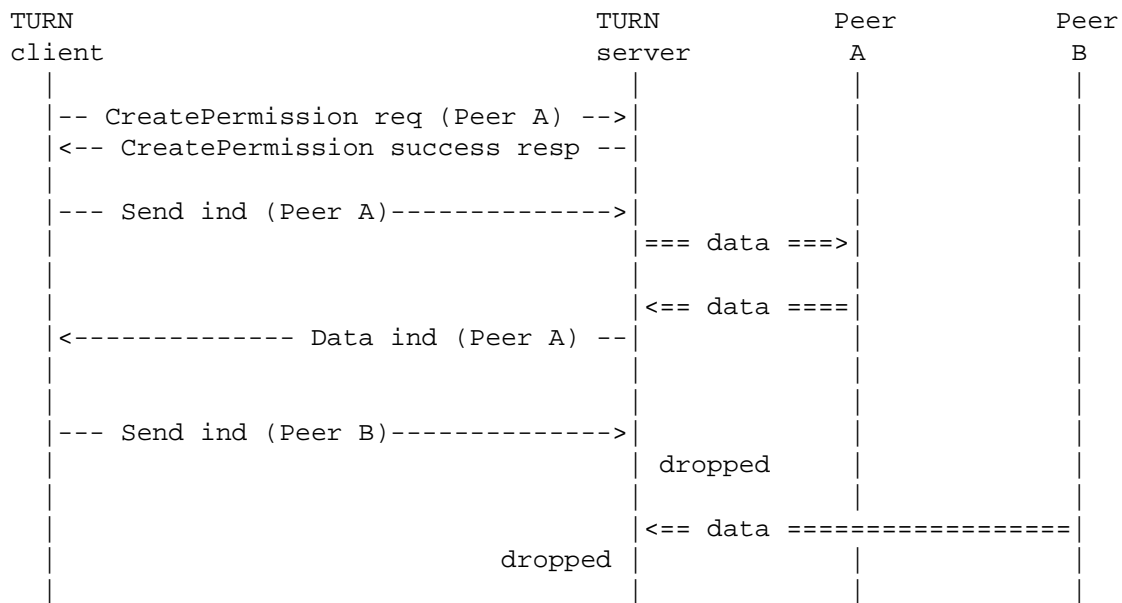 TURN TURN Peer Peer
client server A B
|-- CreatePermission req (Peer A) -->|
|<-- CreatePermission success resp --|
|--- Send ind (Peer A)-------------->|
|=== data ===>|
|<== data ====|
|<-------------- Data ind (Peer A) --|
|--- Send ind (Peer B)-------------->|
| dropped
|<== data ==================|
dropped |